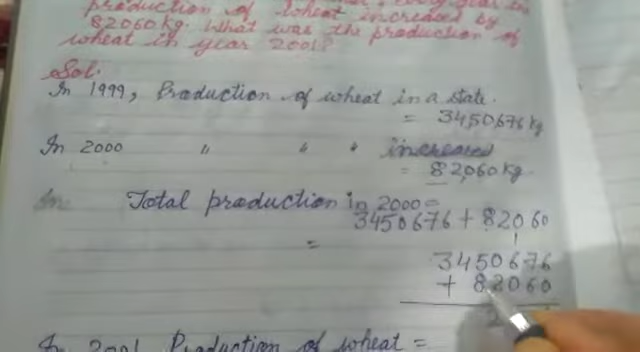 production of wheat increased by
82060 kg. What was the production of
wheat in year 2001?
Sol:
In 1999, Production of wheat in a state.
= 3450676 kg
In 2000 " " " increased
= 82060 kg.
In Total production in 2000 =
3450676 + 82060
=
1
3450676
+ 82060
In 2001 Production of wheat =